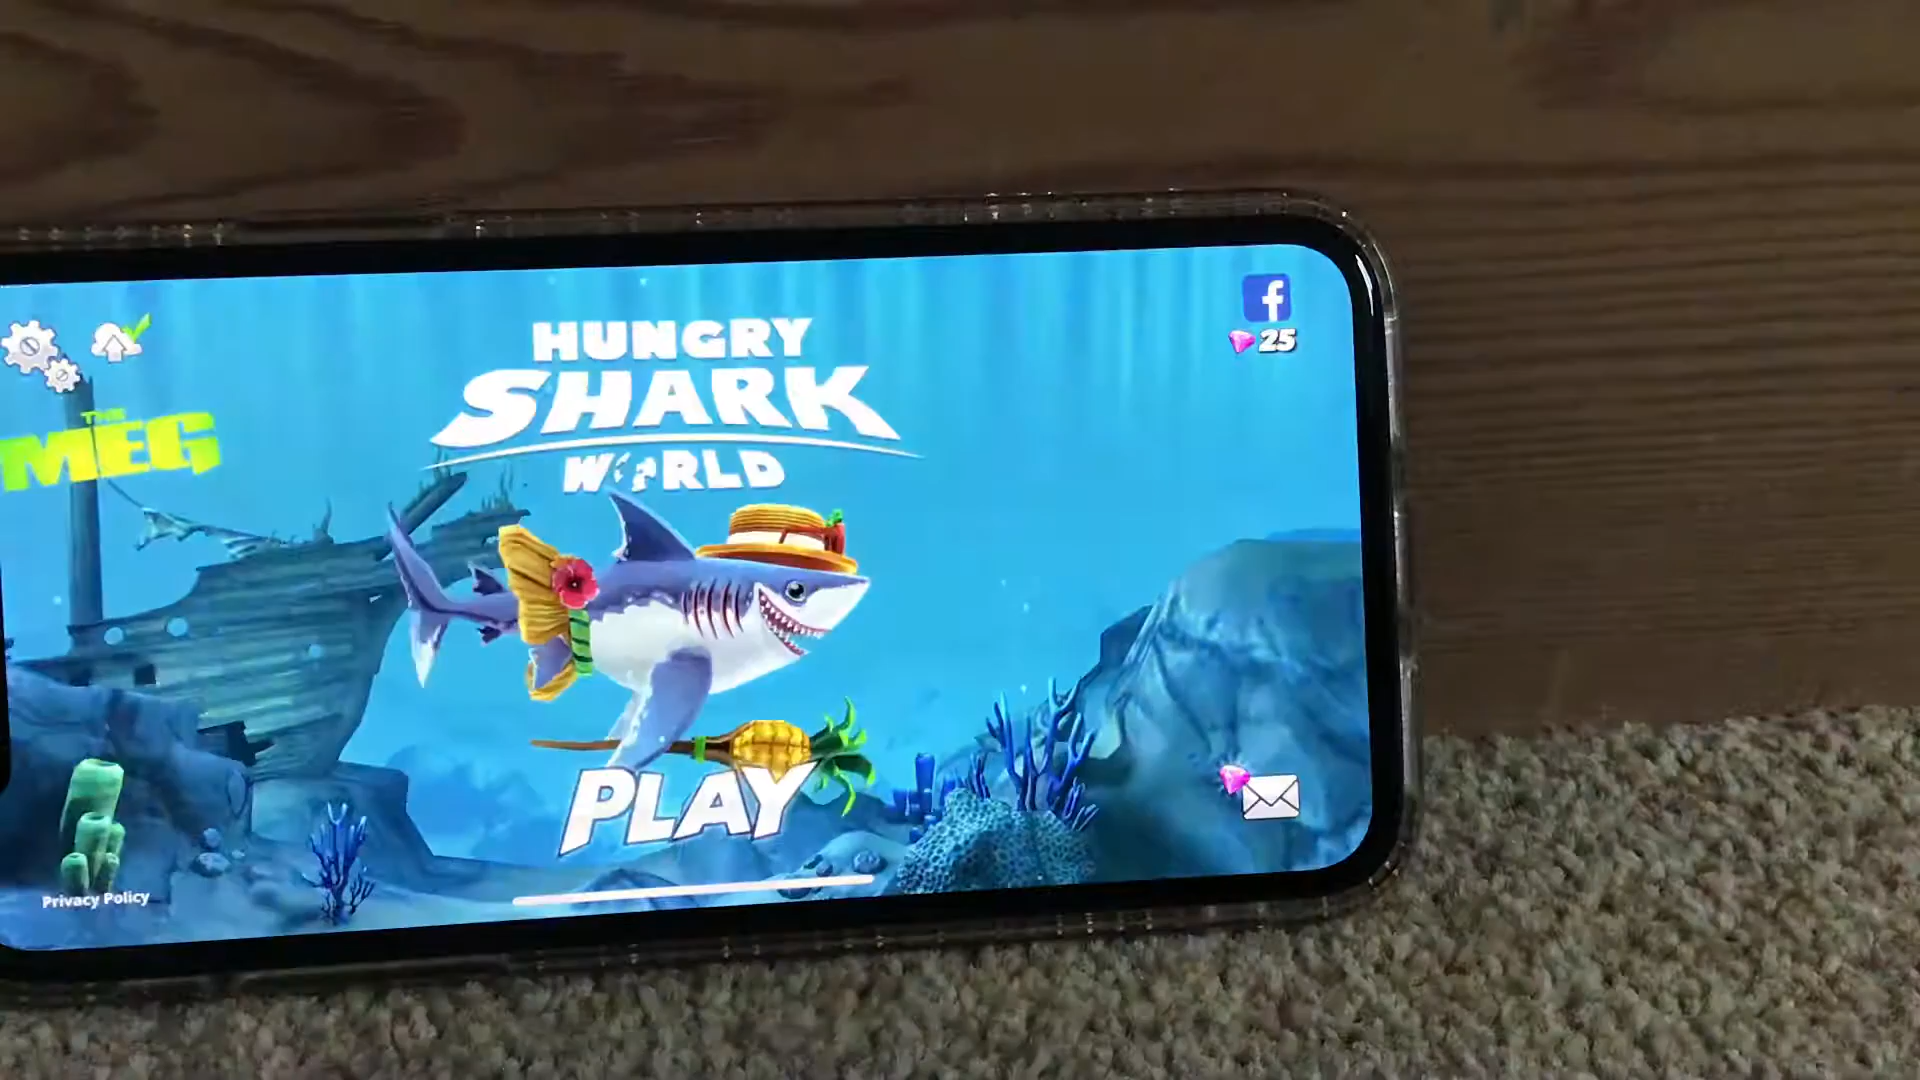 HUNGRY
SHARK
WORLD
THE
MEG
f
25
PLAY
Privacy Policy